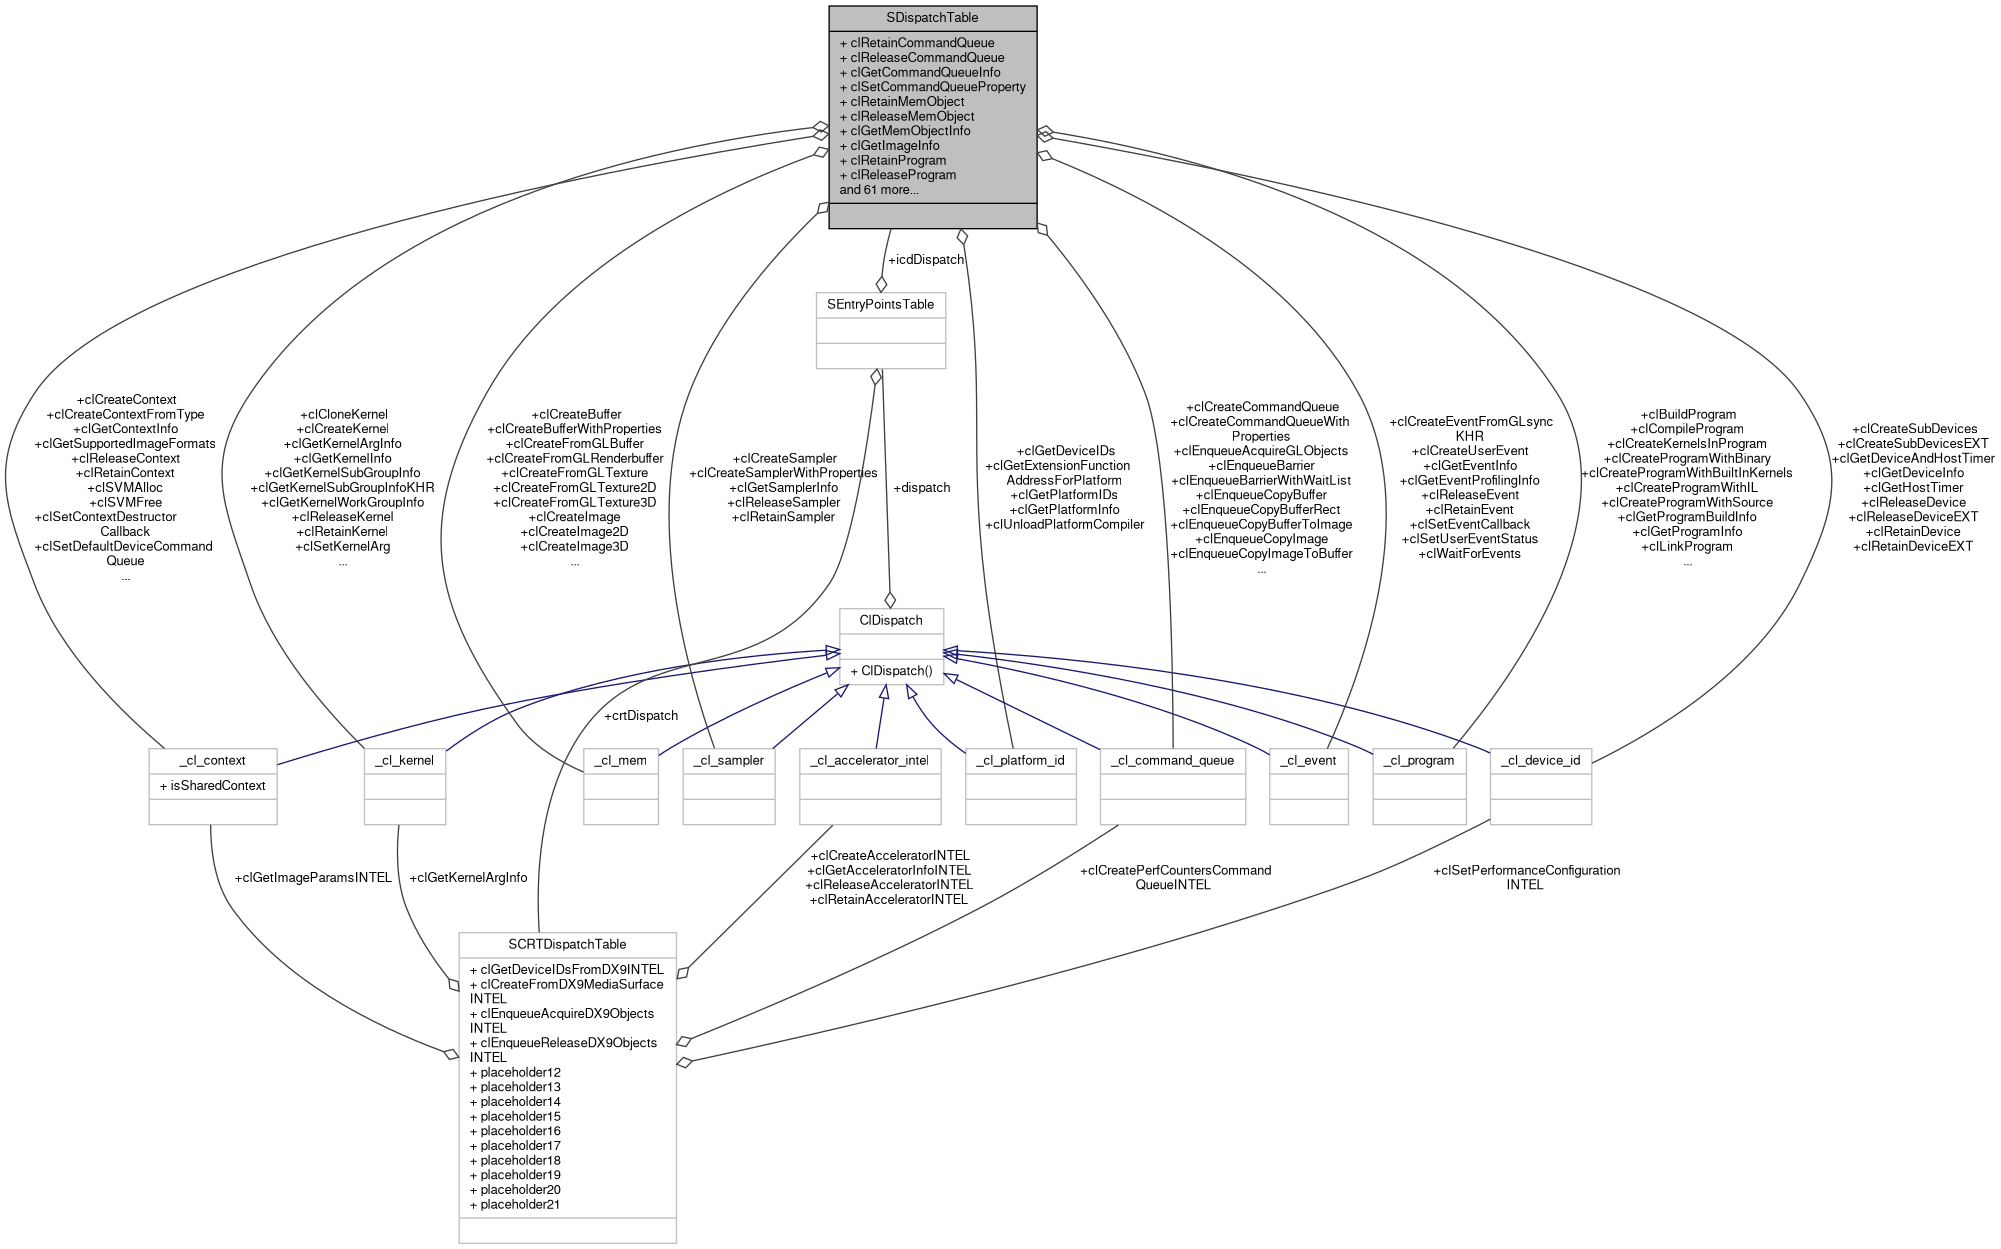 SDispatchTable
+ clRetainCommandQueue
+ clReleaseCommandQueue
+ clGetCommandQueueInfo
+ clSetCommandQueueProperty
+ clRetainMemObject
+ clReleaseMemObject
+ clGetMemObjectInfo
+ clGetImageInfo
+ clRetainProgram
+ clReleaseProgram
and 61 more...
+icdDispatch
SEntryPointsTable
+clCreateContext
+clCreateContextFromType
+clGetContextInfo
+clGetSupportedImageFormats
+clReleaseContext
+clRetainContext
+clSVMAlloc
+clSVMFree
+clSetContextDestructor
Callback
+clSetDefaultDeviceCommand
Queue
...
+clCloneKernel
+clCreateKernel
+clGetKernelArgInfo
+clGetKernelInfo
+clGetKernelSubGroupInfo
+clGetKernelSubGroupInfoKHR
+clGetKernelWorkGroupInfo
+clReleaseKernel
+clRetainKernel
+clSetKernelArg
...
+clCreateBuffer
+clCreateBufferWithProperties
+clCreateFromGLBuffer
+clCreateFromGLRenderbuffer
+clCreateFromGLTexture
+clCreateFromGLTexture2D
+clCreateFromGLTexture3D
+clCreateImage
+clCreateImage2D
+clCreateImage3D
...
+clCreateSampler
+clCreateSamplerWithProperties
+clGetSamplerInfo
+clReleaseSampler
+clRetainSampler
+dispatch
+clGetDeviceIDs
+clGetExtensionFunction
AddressForPlatform
+clGetPlatformIDs
+clGetPlatformInfo
+clUnloadPlatformCompiler
+clCreateCommandQueue
+clCreateCommandQueueWith
Properties
+clEnqueueAcquireGLObjects
+clEnqueueBarrier
+clEnqueueBarrierWithWaitList
+clEnqueueCopyBuffer
+clEnqueueCopyBufferRect
+clEnqueueCopyBufferToImage
+clEnqueueCopyImage
+clEnqueueCopyImageToBuffer
...
+clCreateEventFromGLsync
KHR
+clCreateUserEvent
+clGetEventInfo
+clGetEventProfilingInfo
+clReleaseEvent
+clRetainEvent
+clSetEventCallback
+clSetUserEventStatus
+clWaitForEvents
+clBuildProgram
+clCompileProgram
+clCreateKernelsInProgram
+clCreateProgramWithBinary
+clCreateProgramWithBuiltInKernels
+clCreateProgramWithIL
+clCreateProgramWithSource
+clGetProgramBuildInfo
+clGetProgramInfo
+clLinkProgram
...
+clCreateSubDevices
+clCreateSubDevicesEXT
+clGetDeviceAndHostTimer
+clGetDeviceInfo
+clGetHostTimer
+clReleaseDevice
+clReleaseDeviceEXT
+clRetainDevice
+clRetainDeviceEXT
ClDispatch
+ ClDispatch()
+crtDispatch
_cl_context
+ isSharedContext
_cl_kernel
_cl_mem
_cl_sampler
_cl_accelerator_intel
_cl_platform_id
_cl_command_queue
_cl_event
_cl_program
_cl_device_id
+clGetImageParamsINTEL
+clGetKernelArgInfo
+clCreateAcceleratorINTEL
+clGetAcceleratorInfoINTEL
+clReleaseAcceleratorINTEL
+clRetainAcceleratorINTEL
+clCreatePerfCountersCommand
QueueINTEL
+clSetPerformanceConfiguration
INTEL
SCRTDispatchTable
+ clGetDeviceIDsFromDX9INTEL
+ clCreateFromDX9MediaSurface
INTEL
+ clEnqueueAcquireDX9Objects
INTEL
+ clEnqueueReleaseDX9Objects
INTEL
+ placeholder12
+ placeholder13
+ placeholder14
+ placeholder15
+ placeholder16
+ placeholder17
+ placeholder18
+ placeholder19
+ placeholder20
+ placeholder21